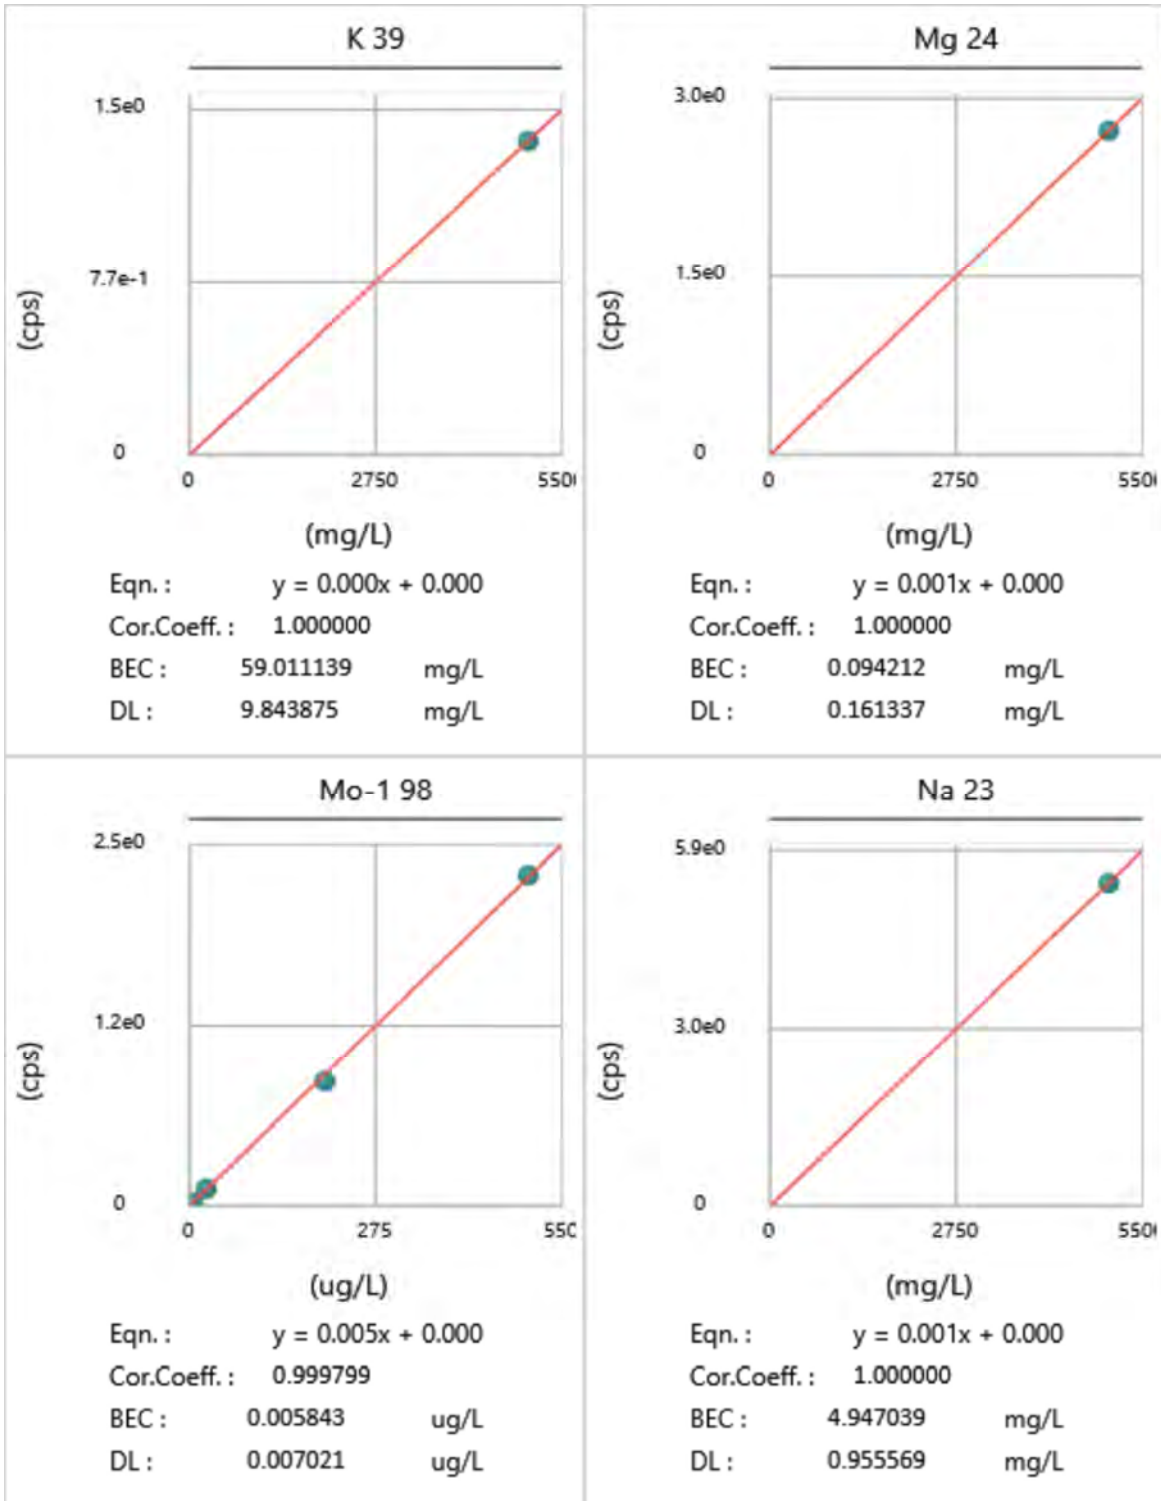 K 39
1.5e0
7.7e-1
0
0 2750 550
(cps)
(mg/L)
Eqn. : y = 0.000x + 0.000
Cor.Coeff. : 1.000000
BEC : 59.011139 mg/L
DL : 9.843875 mg/L
Mg 24
3.0e0
1.5e0
0
0 2750 550
(cps)
(mg/L)
Eqn. : y = 0.001x + 0.000
Cor.Coeff. : 1.000000
BEC : 0.094212 mg/L
DL : 0.161337 mg/L
Mo-1 98
2.5e0
1.2e0
0
0 275 550
(cps)
(ug/L)
Eqn. : y = 0.005x + 0.000
Cor.Coeff. : 0.999799
BEC : 0.005843 ug/L
DL : 0.007021 ug/L
Na 23
5.9e0
3.0e0
0
0 2750 550
(cps)
(mg/L)
Eqn. : y = 0.001x + 0.000
Cor.Coeff. : 1.000000
BEC : 4.947039 mg/L
DL : 0.955569 mg/L